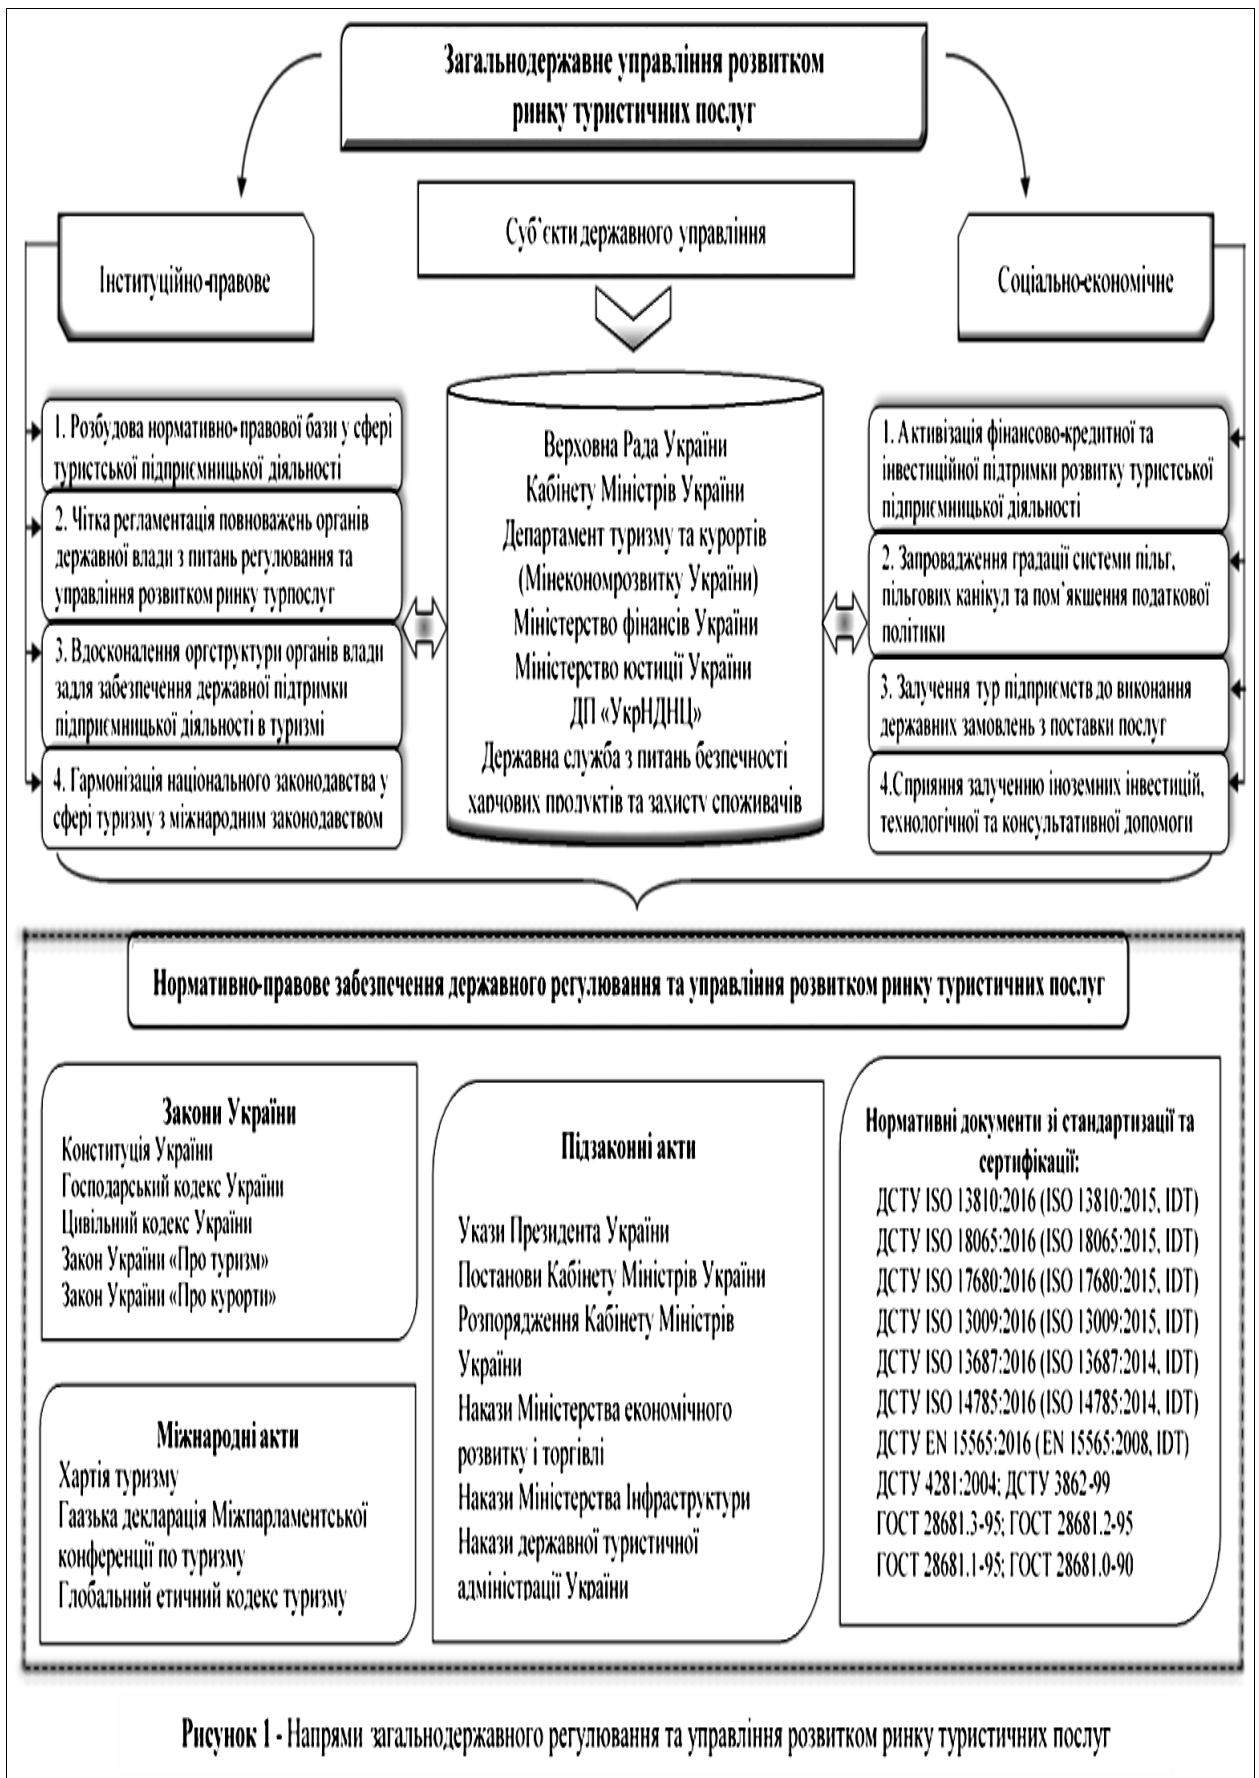 Загальнодержавне управління розвитком
ринку туристичних послуг
Суб`єкти державного управління
Інституційно-правове
Соціально-економічне
1. Розбудова нормативно- правової бази у сфері
туристської підприємницької діяльності
2. Чітка регламентація повноважень органів
державної влади з питань регулювання та
управління розвитком ринку турпослуг
3. Вдосконалення оргструктури органів влади
задля забезпечення державної підтримки
підприємницької діяльності в туризмі
4. Гармонізація національного законодавства у
сфері туризму з міжнародним законодавством
Верховна Рада України
Кабінету Міністрів України
Департамент туризму та курортів
(Мінекономрозвитку України)
Міністерство фінансів України
Міністерство юстиції України
ДП «УкрНДНЦ»
Державна служба з питань безпечності
харчових продуктів та захисту споживачів
1. Активізація фінансово-кредитної та
інвестиційної підтримки розвитку туристської
підприємницької діяльності
2. Запровадження градації системи пільг,
пільгових канікул та пом`якшення податкової
політики
3. Залучення тур підприємств до виконання
державних замовлень з поставки послуг
4.Сприяння залученню іноземних інвестицій,
технологічної та консультативної допомоги
Нормативно-правове забезпечення державного регулювання та управління розвитком ринку туристичних послуг
Закони України
Конституція України
Господарський кодекс України
Цивільний кодекс України
Закон України «Про туризм»
Закон України «Про курорти»
Міжнародні акти
Хартія туризму
Гаазька декларація Міжпарламентської
конференції по туризму
Глобальний етичний кодекс туризму
Підзаконні акти
Укази Президента України
Постанови Кабінету Міністрів України
Розпорядження Кабінету Міністрів
України
Накази Міністерства економічного
розвитку і торгівлі
Накази Міністерства Інфраструктури
Накази державної туристичної
адміністрації України
Нормативні документи зі стандартизації та
сертифікації:
ДСТУ ISO 13810:2016 (ISO 13810:2015, IDT)
ДСТУ ISO 18065:2016 (ISO 18065:2015, IDT)
ДСТУ ISO 17680:2016 (ISO 17680:2015, IDT)
ДСТУ ISO 13009:2016 (ISO 13009:2015, IDT)
ДСТУ ISO 13687:2016 (ISO 13687:2014, IDT)
ДСТУ ISO 14785:2016 (ISO 14785:2014, IDT)
ДСТУ EN 15565:2016 (EN 15565:2008, IDT)
ДСТУ 4281:2004; ДСТУ 3862-99
ГОСТ 28681.3-95; ГОСТ 28681.2-95
ГОСТ 28681.1-95; ГОСТ 28681.0-90
Рисунок 1 - Напрями загальнодержавного регулювання та управління розвитком ринку туристичних послуг